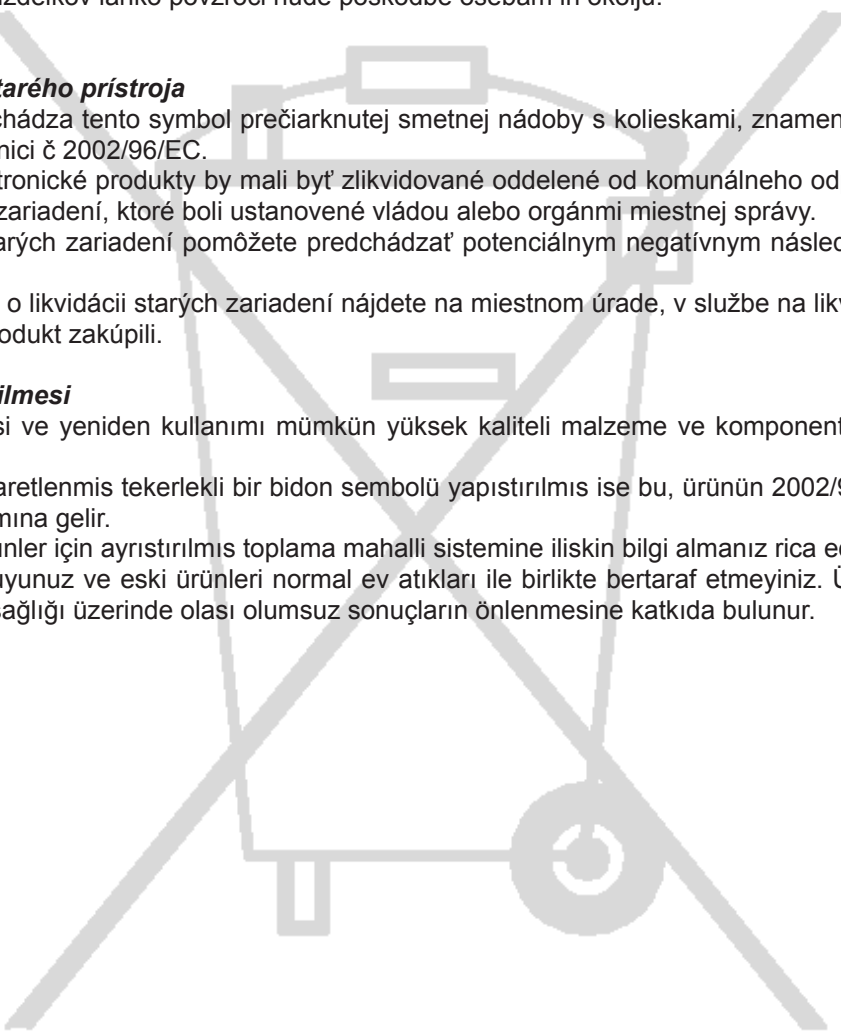 izdelkov lahko povzroči hude poškodbe osebam in okolju.
tarého prístroja
chádza tento symbol prečiarknutej smetnej nádoby s kolieskami, znamen
nici č 2002/96/EC.
tronické produkty by mali byť zlikvidované oddelené od komunálneho od
zariadení, ktoré boli ustanovené vládou alebo orgánmi miestnej správy.
arých zariadení pomôžete predchádzať potenciálnym negatívnym násled
o likvidácii starých zariadení nájdete na miestnom úrade, v službe na lik
odukt zakúpili.
ilmesi
si ve yeniden kullanımı mümkün yüksek kaliteli malzeme ve komponent
aretlenmis tekerlekli bir bidon sembolü yapıstırılmıs ise bu, ürünün 2002/9
mına gelir.
ünler için ayrıstırılmıs toplama mahalli sistemine iliskin bilgi almanız rica e
uyunuz ve eski ürünleri normal ev atıkları ile birlikte bertaraf etmeyiniz. Ü
sağlığı üzerinde olası olumsuz sonuçların önlenmesine katkıda bulunur.